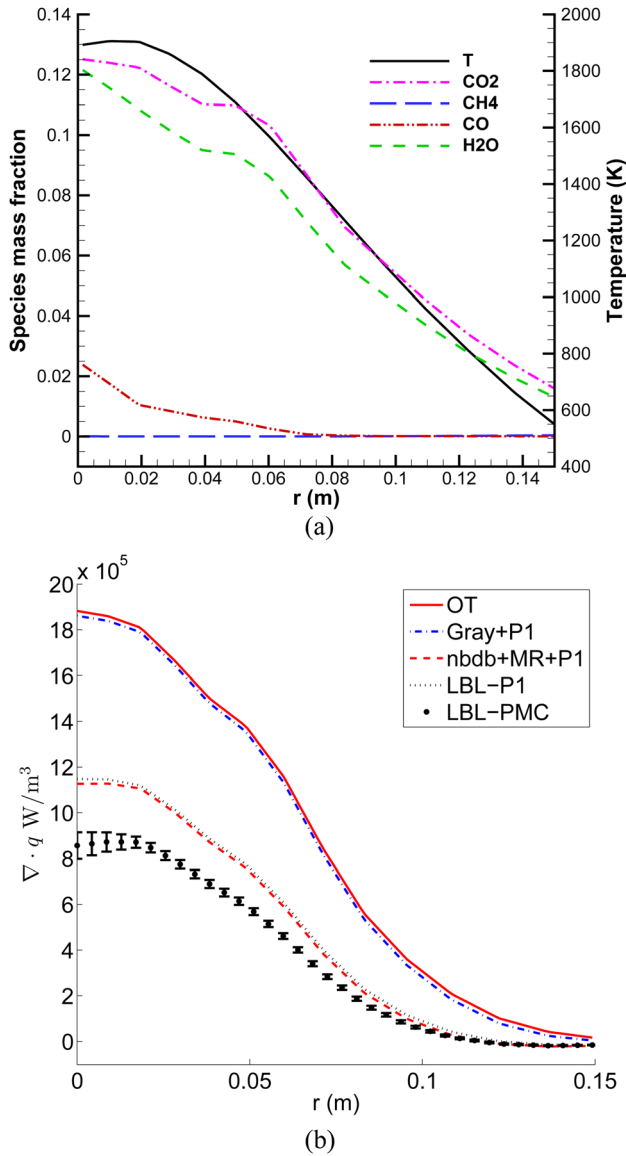 0.14
0.12
0.1
0.08
0.06
0.04
0.02
0
Species mass fraction
T
CO2
CH4
CO
H2O
2000
1800
1600
1400
1200
1000
800
600
400
Temperature (K)
0 0.02 0.04 0.06 0.08 0.1 0.12 0.14
r (m)
(a)
x 10⁵
20
18
16
14
12
10
8
6
4
2
0
∇ · q W/m³
OT
Gray+P1
nbdb+MR+P1
LBL−P1
LBL−PMC
0 0.05 0.1 0.15
r (m)
(b)